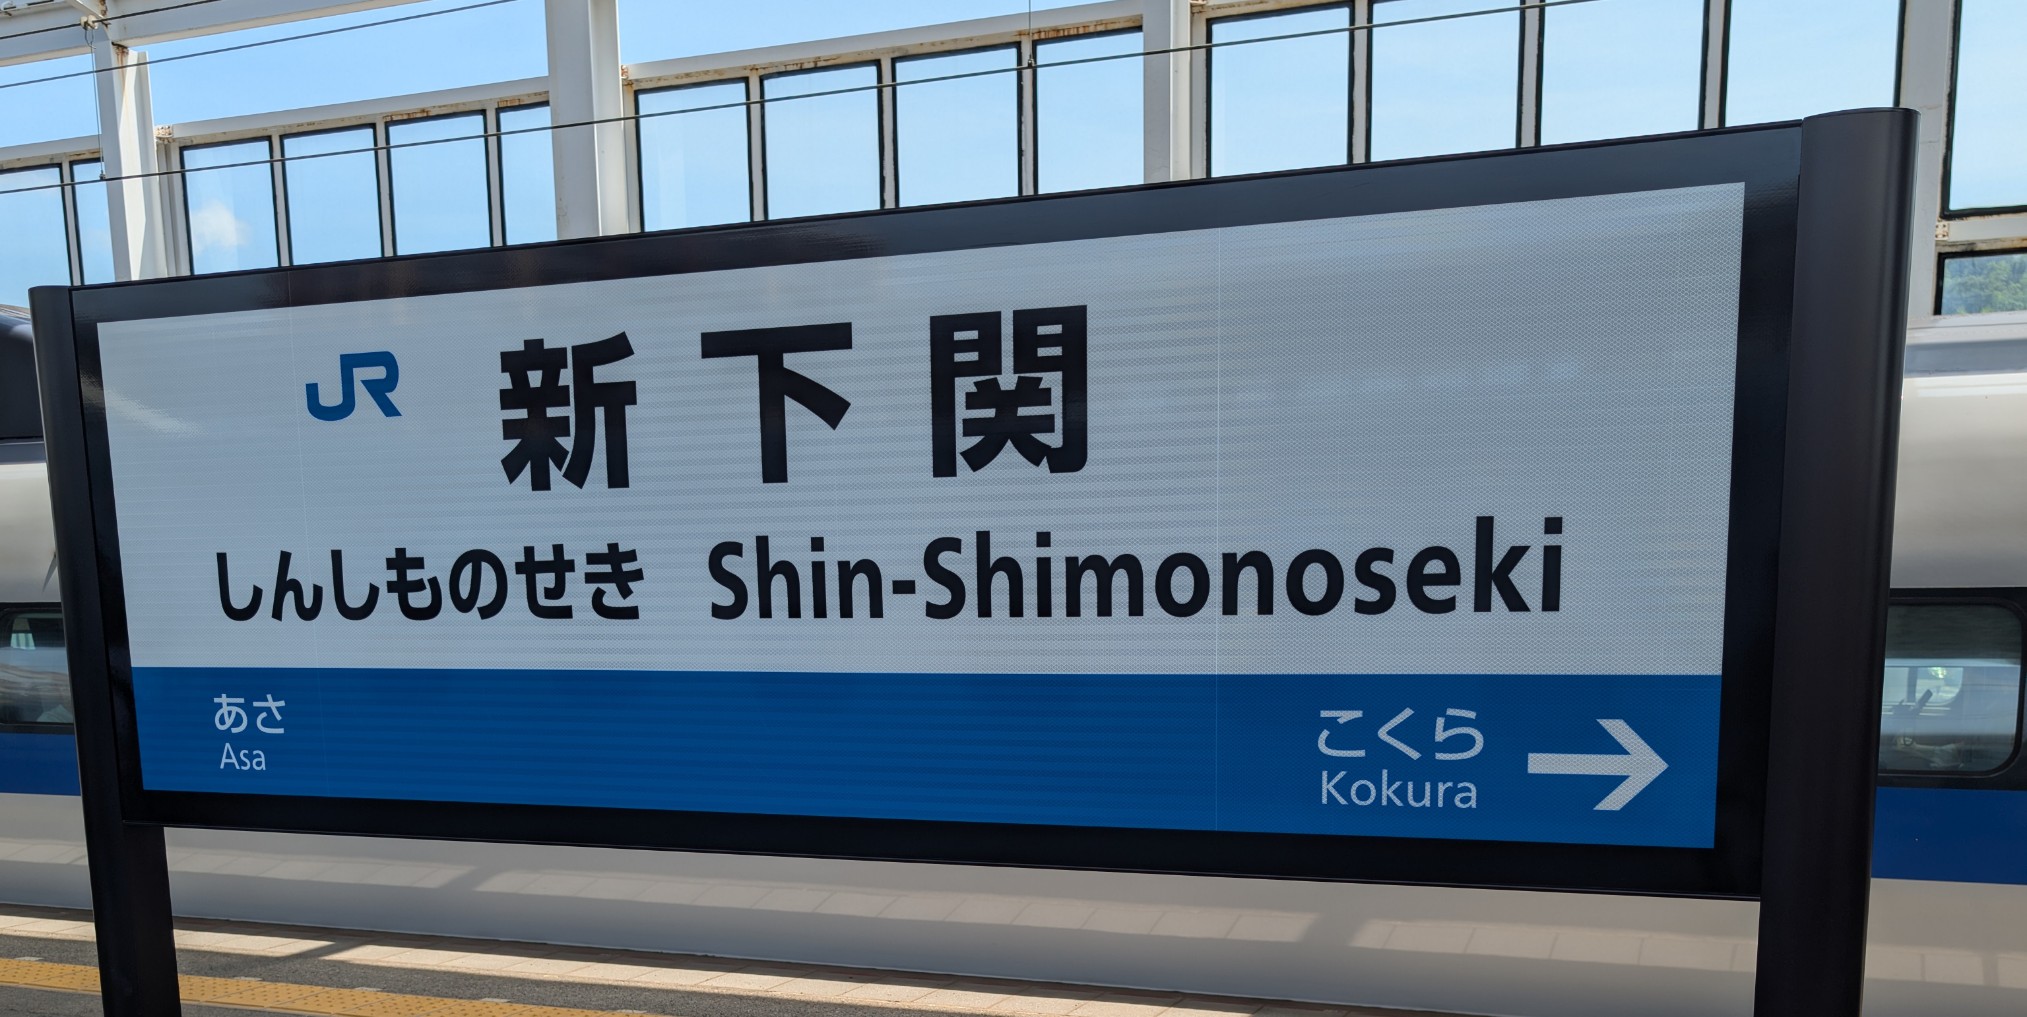 JR 新下関
しんしものせき Shin-Shimonoseki
あさ こくら →
Asa Kokura